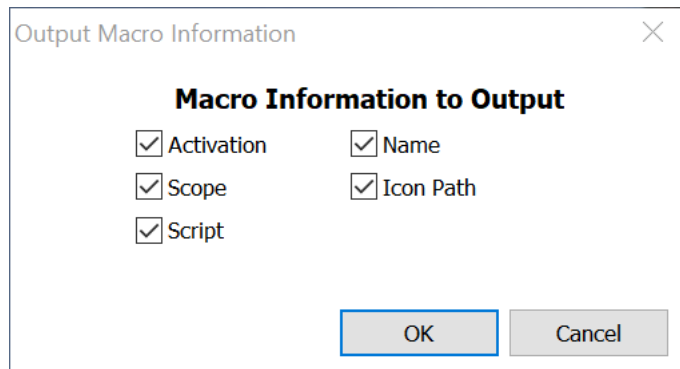 Output Macro Information
Macro Information to Output
Activation Name
Scope Icon Path
Script
OK Cancel